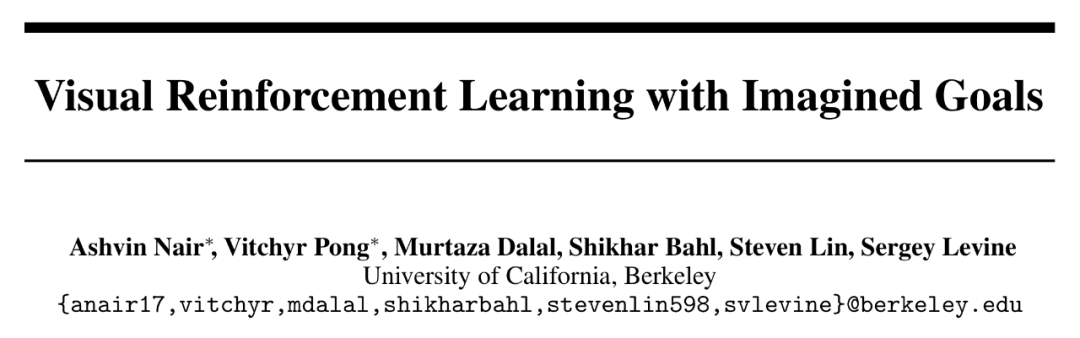 Visual Reinforcement Learning with Imagined Goals
Ashvin Nair*, Vitchyr Pong*, Murtaza Dalal, Shikhar Bahl, Steven Lin, Sergey Levine
University of California, Berkeley
{anair17,vitchyr,mdalal,shikharbahl,stevenlin598,svlevine}@berkeley.edu